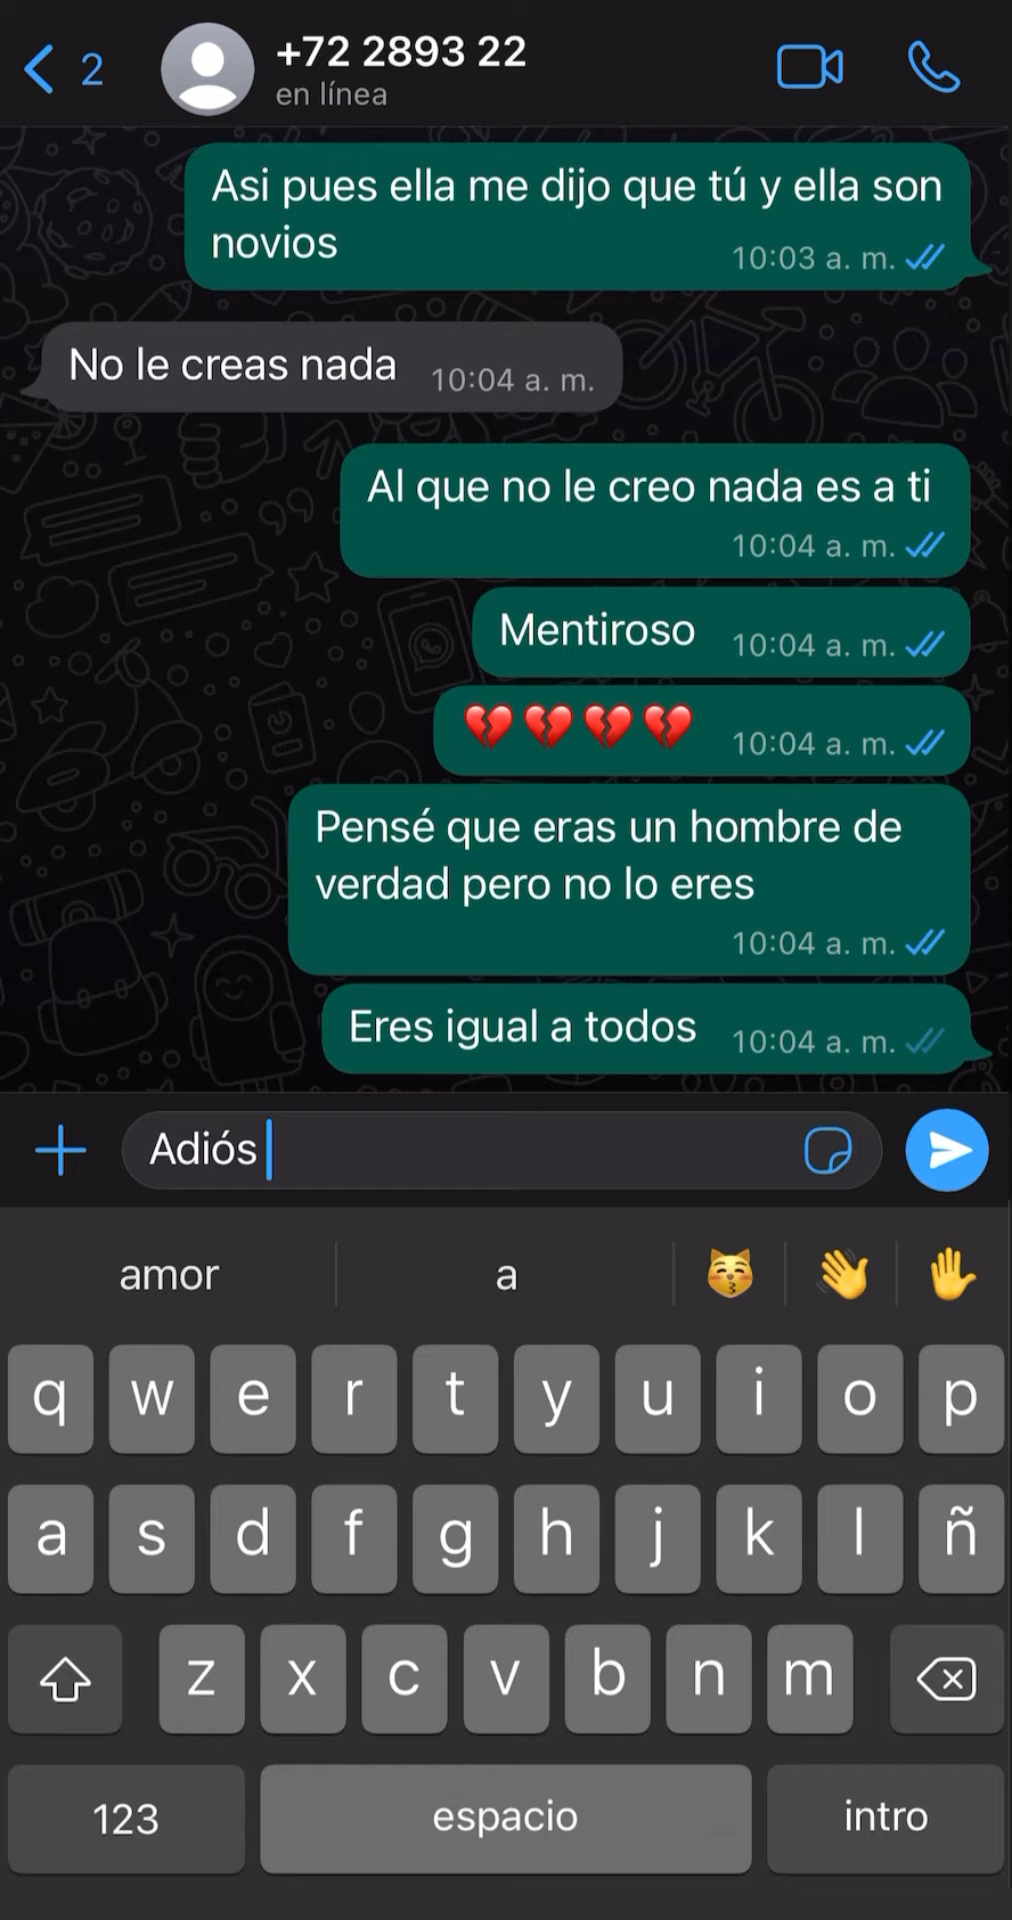 2
+72 2893 22
en línea
Asi pues ella me dijo que tú y ella son
novios
10:03 a. m.
No le creas nada 10:04 a. m.
Al que no le creo nada es a ti
10:04 a. m.
Mentiroso 10:04 a. m.
💔💔💔💔 10:04 a. m.
Pensé que eras un hombre de
verdad pero no lo eres
10:04 a. m.
Eres igual a todos 10:04 a. m.
Adiós
amor a 😽 👋 🤚
q w e r t y u i o p
a s d f g h j k l ñ
z x c v b n m
123 espacio intro